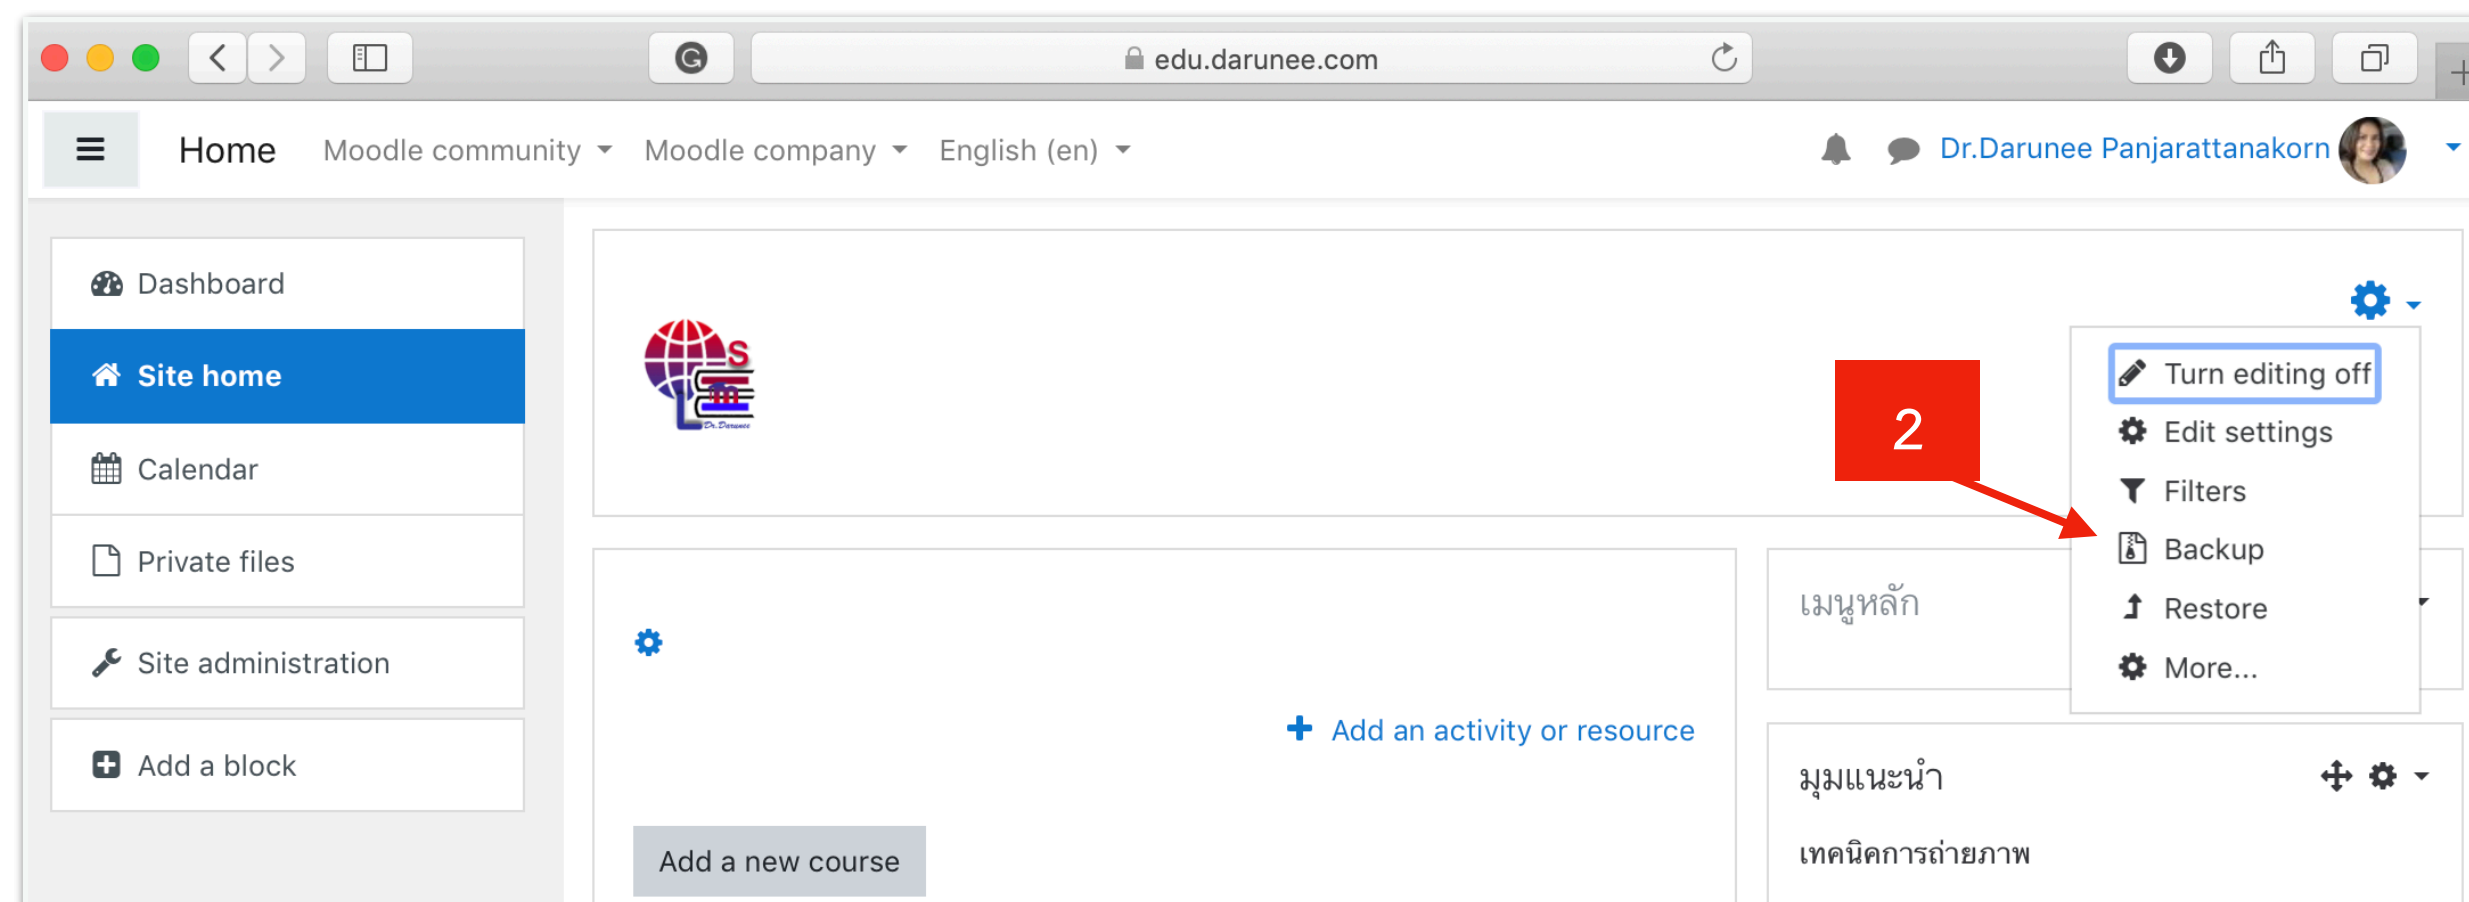 edu.darunee.com
Home Moodle community Moodle company English (en) Dr.Darunee Panjarattanakorn
Dashboard
Site home
Calendar
Private files
Site administration
Add a block
S
m
L
Dr.Darunee
2
Turn editing off
Edit settings
Filters
Backup
Restore
More...
Add an activity or resource
Add a new course
เมนูหลัก
มุมแนะนำ
เทคนิคการถ่ายภาพ